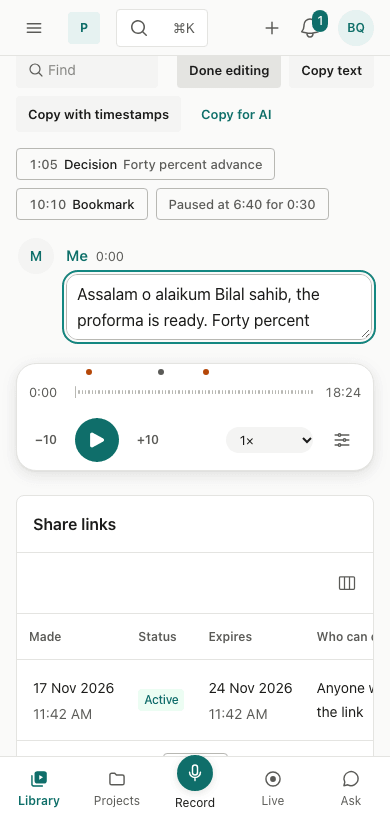 P
⌘K
1
BQ
Find
Done editing
Copy text
Copy with timestamps
Copy for AI
1:05 Decision Forty percent advance
10:10 Bookmark
Paused at 6:40 for 0:30
M
Me 0:00
Assalam o alaikum Bilal sahib, the
proforma is ready. Forty percent
0:00
18:24
−10
+10
1×
Share links
Made Status Expires Who can
17 Nov 2026
11:42 AM
Active
24 Nov 2026
11:42 AM
Anyone
the link
Library
Projects
Record
Live
Ask